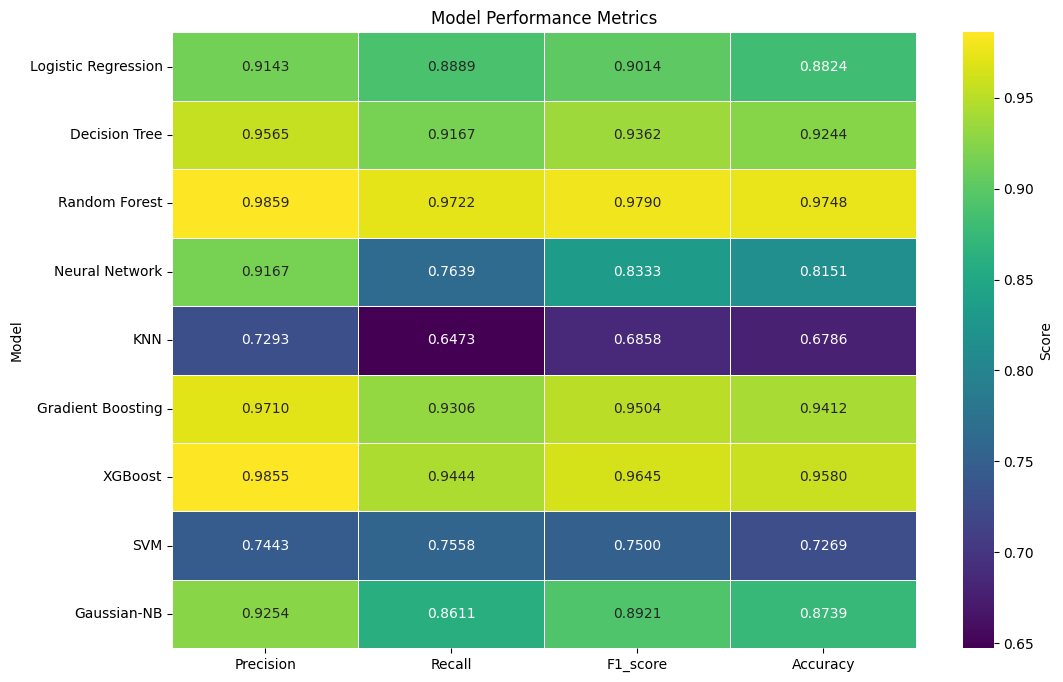 Model Performance Metrics
Model
Logistic Regression 0.9143 0.8889 0.9014 0.8824
Decision Tree 0.9565 0.9167 0.9362 0.9244
Random Forest 0.9859 0.9722 0.9790 0.9748
Neural Network 0.9167 0.7639 0.8333 0.8151
KNN 0.7293 0.6473 0.6858 0.6786
Gradient Boosting 0.9710 0.9306 0.9504 0.9412
XGBoost 0.9855 0.9444 0.9645 0.9580
SVM 0.7443 0.7558 0.7500 0.7269
Gaussian-NB 0.9254 0.8611 0.8921 0.8739
Precision Recall F1_score Accuracy
0.95
0.90
0.85
0.80
0.75
0.70
0.65
Score